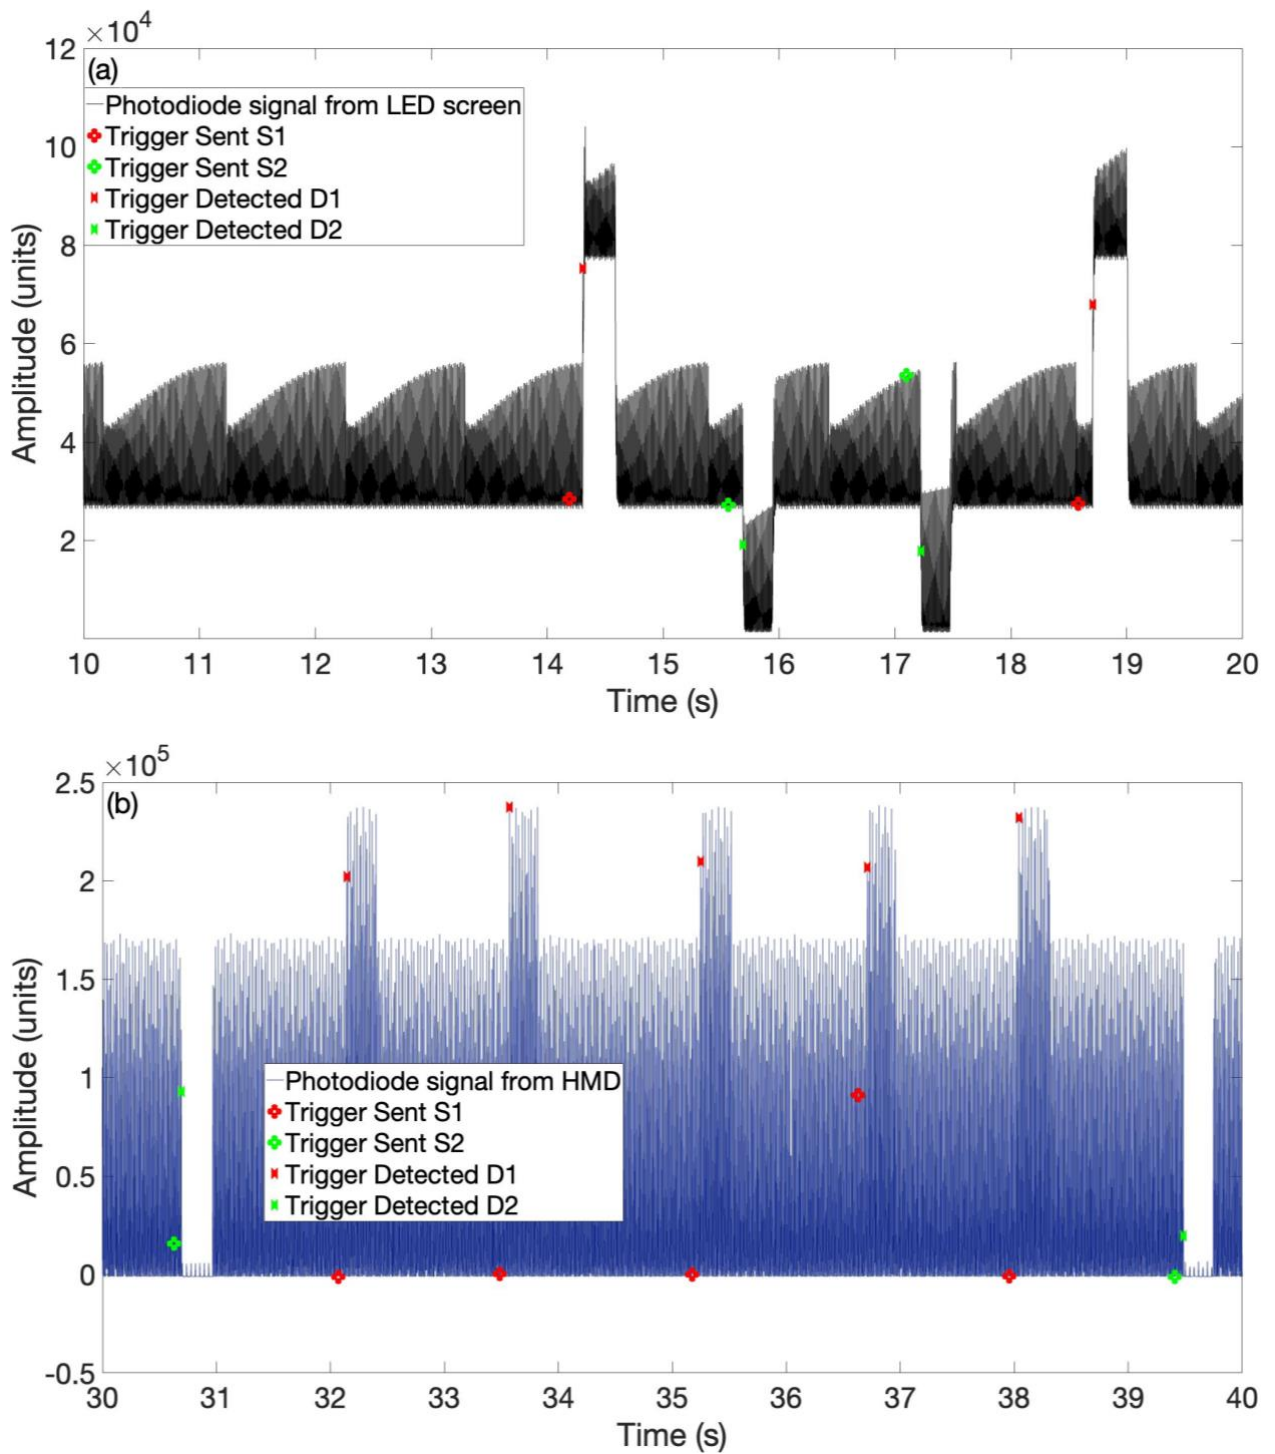 ×10⁴
12
(a)
Photodiode signal from LED screen
Trigger Sent S1
Trigger Sent S2
Trigger Detected D1
Trigger Detected D2
10
8
6
4
2
Amplitude (units)
10 11 12 13 14 15 16 17 18 19 20
Time (s)
×10⁵
2.5
(b)
2
1.5
1
0.5
0
-0.5
Amplitude (units)
Photodiode signal from HMD
Trigger Sent S1
Trigger Sent S2
Trigger Detected D1
Trigger Detected D2
30 31 32 33 34 35 36 37 38 39 40
Time (s)